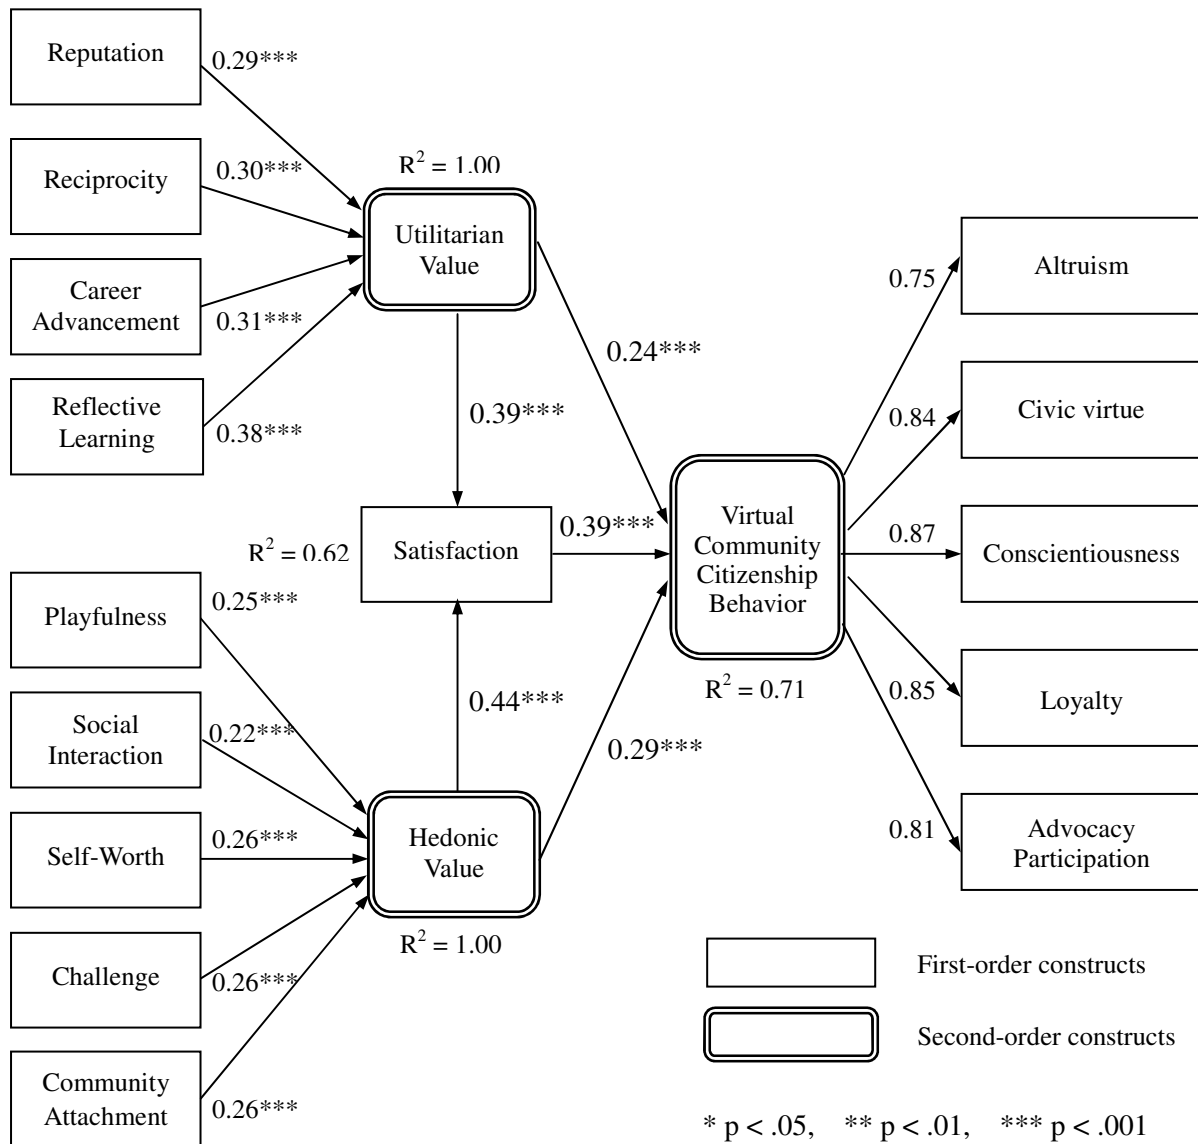 Reputation
0.29***
Reciprocity
0.30***
Career
Advancement
0.31***
Reflective
Learning
0.38***
R² = 1.00
Utilitarian
Value
0.24***
0.39***
R² = 0.62
Satisfaction
0.39***
Playfulness
0.25***
Social
Interaction
0.22***
Self-Worth
0.26***
Challenge
0.26***
Community
Attachment
0.26***
0.44***
Hedonic
Value
R² = 1.00
0.29***
Virtual
Community
Citizenship
Behavior
R² = 0.71
0.75
Altruism
0.84
Civic virtue
0.87
Conscientiousness
0.85
Loyalty
0.81
Advocacy
Participation
First-order constructs
Second-order constructs
* p < .05, ** p < .01, *** p < .001